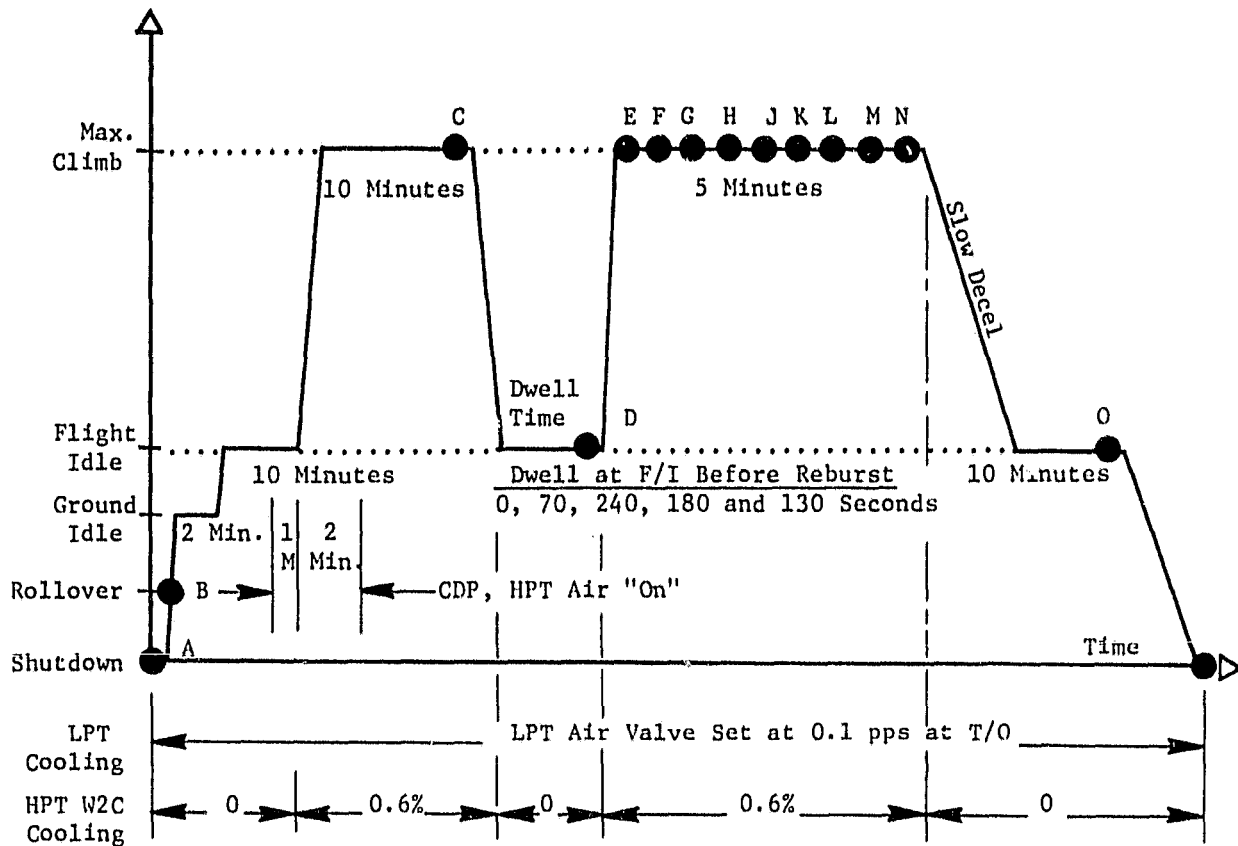 C
E F G H J K L M N
Max.
Climb
10 Minutes
5 Minutes
Slow Decel
Dwell
Time
D
O
Flight
Idle
10 Minutes
Dwell at F/I Before Reburst
0, 70, 240, 180 and 130 Seconds
10 Minutes
Ground
Idle
2 Min.
1
M
2
Min.
Rollover
B
CDP, HPT Air "On"
A
Shutdown
Time
LPT
Cooling
LPT Air Valve Set at 0.1 pps at T/O
HPT W2C
Cooling
0
0.6%
0
0.6%
0